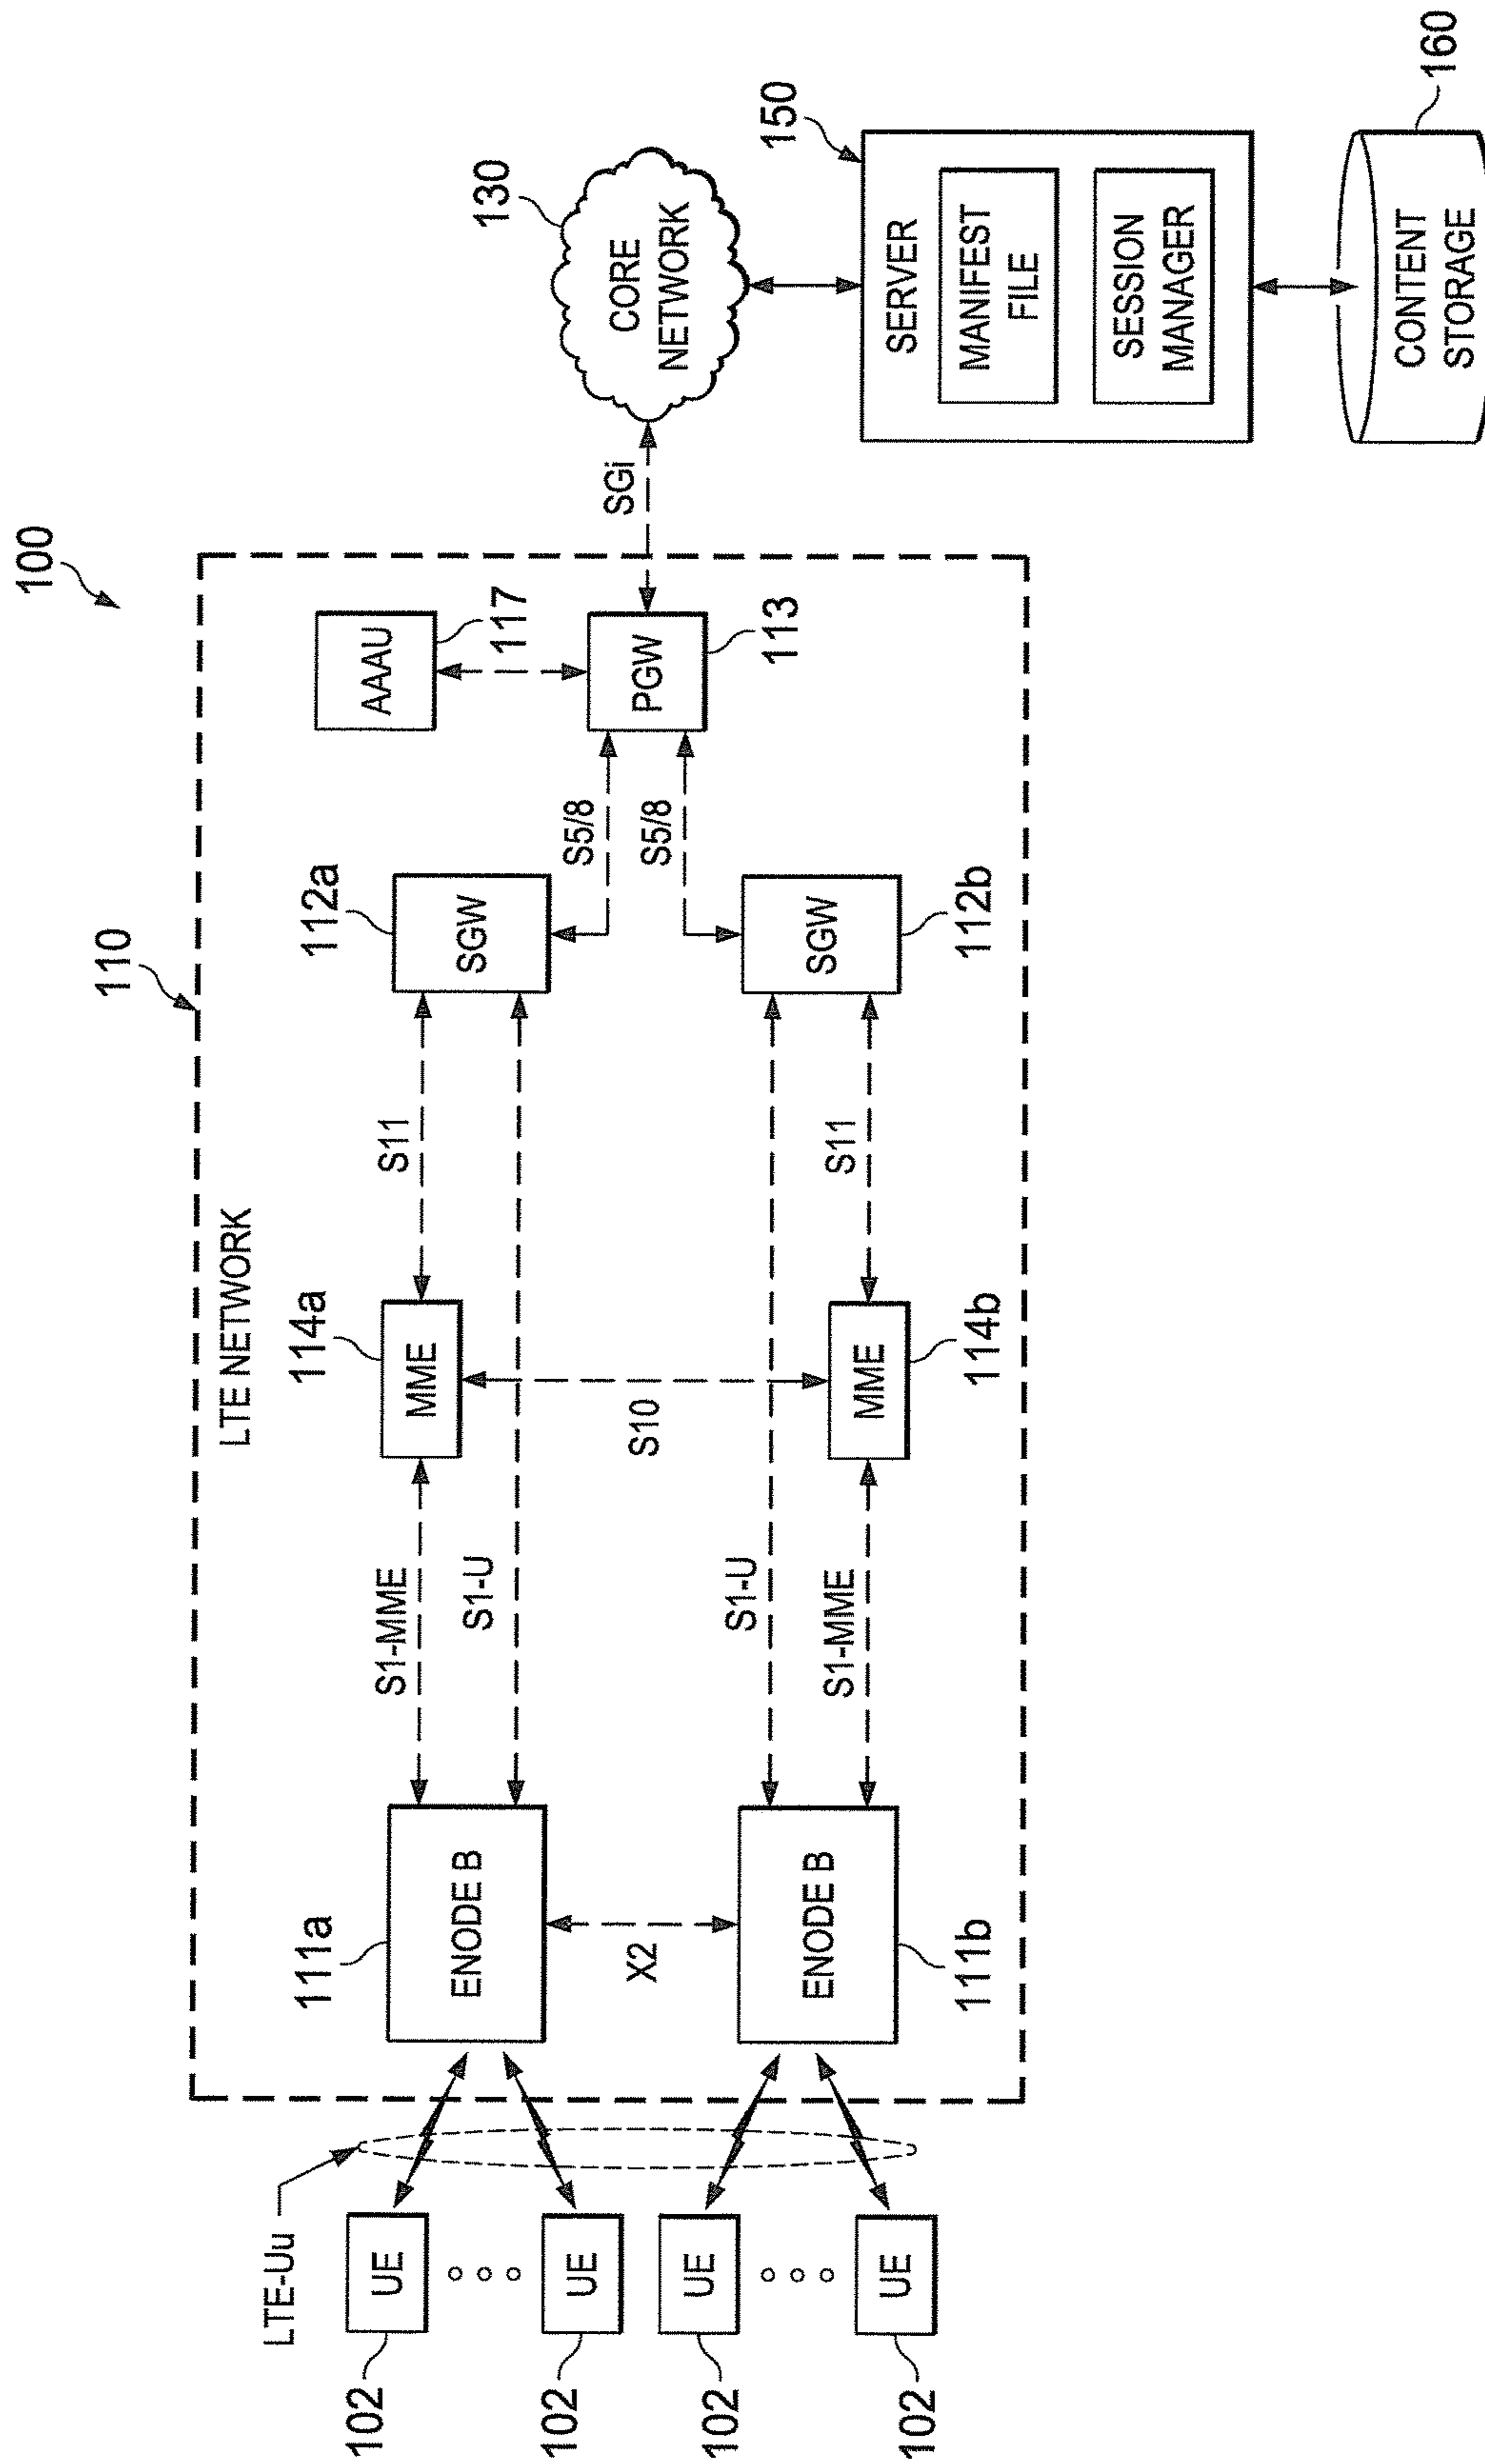 100
110
LTE NETWORK
LTE-Uu
102
UE
102
UE
102
UE
102
UE
111a
ENODE B
X2
ENODE B
111b
S1-MME
S1-U
S1-U
S1-MME
114a
MME
S10
MME
114b
S11
S11
112a
SGW
SGW
112b
S5/8
S5/8
AAAU
117
PGW
113
SGi
130
CORE
NETWORK
150
SERVER
MANIFEST
FILE
SESSION
MANAGER
CONTENT
STORAGE
160